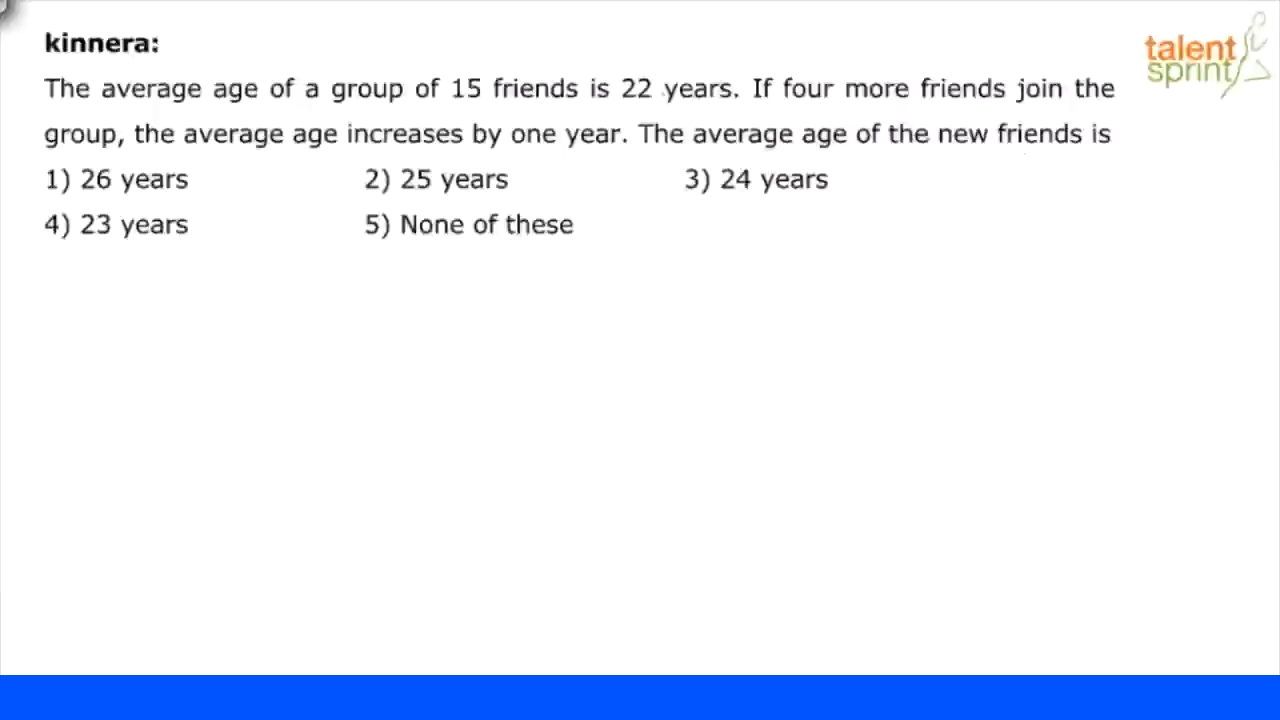 kinnera:
talent
sprint
The average age of a group of 15 friends is 22 years. If four more friends join the
group, the average age increases by one year. The average age of the new friends is
1) 26 years 2) 25 years 3) 24 years
4) 23 years 5) None of these